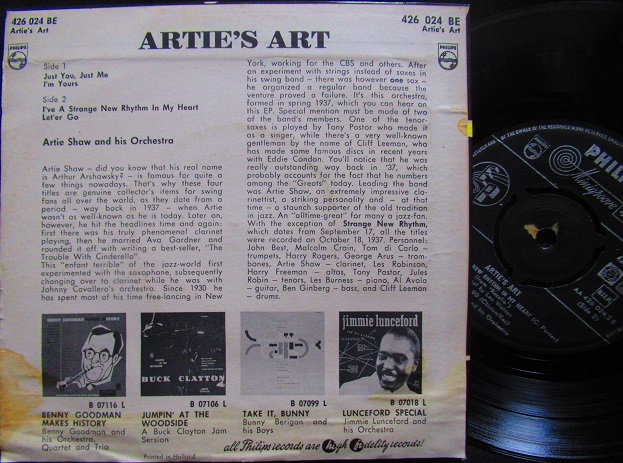 426 024 BE
Artie's Art
426 024 BE
Artie's Art
PHILIPS
PHILIPS
ARTIE'S ART
Side 1
Just You, Just Me
I'm Yours
Side 2
I've A Strange New Rhythm In My Heart
Let'er Go
Artie Shaw and his Orchestra
Artie Shaw – did you know that his real name
is Arthur Arshowsky? – is famous for quite a
few things nowadays. That's why these four
titles are genuine collector's items for swing
fans all over the world, as they date from a
period – way back in 1937 – when Artie
wasn't as well-known as he is today. Later on,
however, he hit the headlines time and again:
first there was his truly phenomenal clarinet
playing, then he married Ava Gardner and
rounded it off with writing a best-seller, "The
Trouble With Cinderella".
This "enfant terrible" of the jazz-world first
experimented with the saxophone, subsequently
changing over to clarinet while he was with
Johnny Cavallero's orchestra. Since 1930 he
has spent most of his time free-lancing in New
York, working for the CBS and others. After
an experiment with strings instead of saxes in
his swing band – there was however one sax –
he organized a regular band because the
venture proved a failure. It's this orchestra,
formed in spring 1937, which you can hear on
this EP. Special mention must be made of two
of the band's members. One of the tenor-
saxes is played by Tony Pastor who made it
as a singer, while there's a very well-known
gentleman by the name of Cliff Leeman, who
has made some famous discs in recent years
with Eddie Condon. You'll notice that he was
really outstanding way back in '37, which
probably accounts for the fact that he numbers
among the "Greats" today. Leading the band
was Artie Shaw, an extremely impressive cla-
rinettist, a striking personality and – at that
time – a staunch supporter of the old tradition
in jazz. An "alltime-great" for many a jazz-fan.
With the exception of Strange New Rhythm,
which dates from September 17, all the titles
were recorded on October 18, 1937. Personnel:
John Best, Malcolm Crain, Tom di Carlo –
trumpets, Harry Rogers, George Arus – trom-
bones, Artie Shaw – clarinet, Les Robinson,
Harry Freeman – altos, Tony Pastor, Jules
Rubin – tenors, Les Burness – piano, Al Avola
– guitar, Ben Ginberg – bass, and Cliff Leeman
– drums.
BENNY GOODMAN
BUCK CLAYTON
jimmie lunceford
B 07116 L
B 07106 L
B 07099 L
B 07018 L
BENNY GOODMAN
MAKES HISTORY
Benny Goodman and
his Orchestra,
Quartet and Trio
JUMPIN' AT THE
WOODSIDE
A Buck Clayton Jam
Session
TAKE IT, BUNNY
Bunny Berigan and
his Boys
LUNCEFORD SPECIAL
Jimmie Lunceford and
his Orchestra
all Philips records are high fidelity records!
Printed in Holland
PHILIPS
Minigroove
ARTIE'S ART
NEW RHYTHM IN MY HEART
(C. Porter)